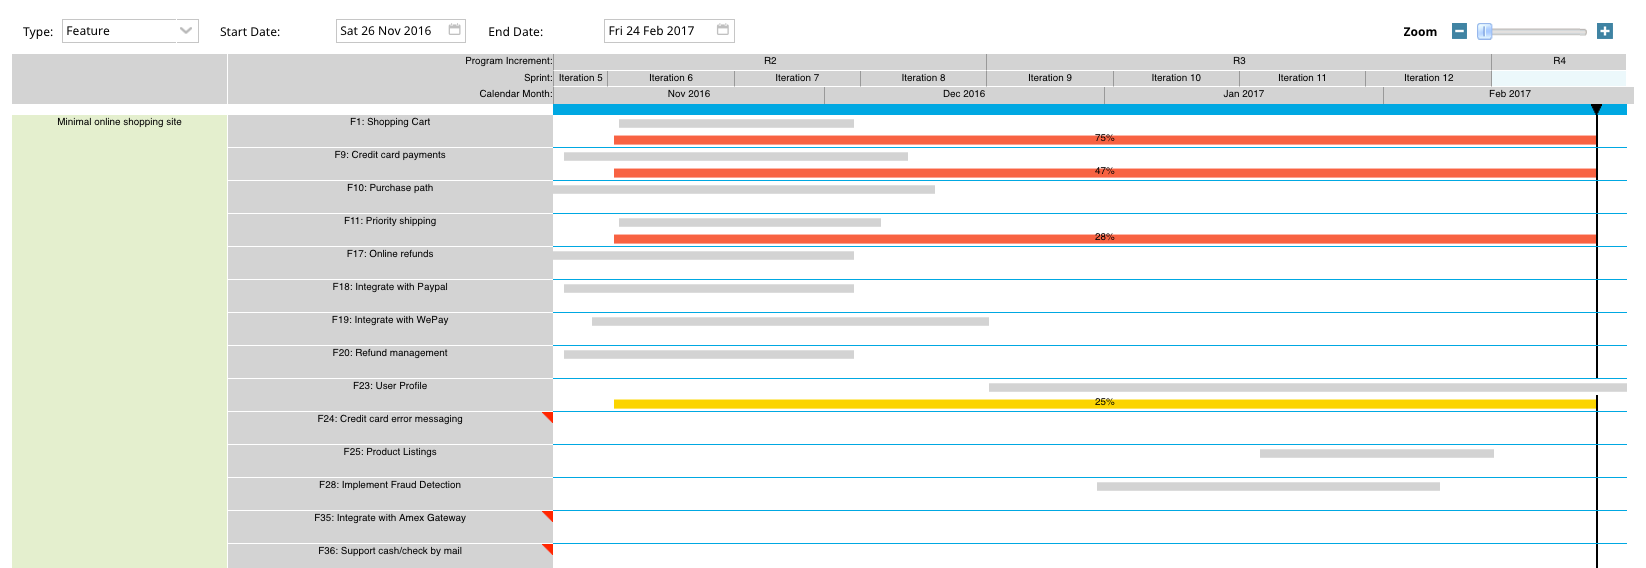 Type: Feature Start Date: Sat 26 Nov 2016 End Date: Fri 24 Feb 2017 Zoom
Program Increment: R2 R3 R4
Sprint: Iteration 5 Iteration 6 Iteration 7 Iteration 8 Iteration 9 Iteration 10 Iteration 11 Iteration 12
Calendar Month: Nov 2016 Dec 2016 Jan 2017 Feb 2017
Minimal online shopping site F1: Shopping Cart
75%
F9: Credit card payments
47%
F10: Purchase path
F11: Priority shipping
28%
F17: Online refunds
F18: Integrate with Paypal
F19: Integrate with WePay
F20: Refund management
F23: User Profile
25%
F24: Credit card error messaging
F25: Product Listings
F28: Implement Fraud Detection
F35: Integrate with Amex Gateway
F36: Support cash/check by mail